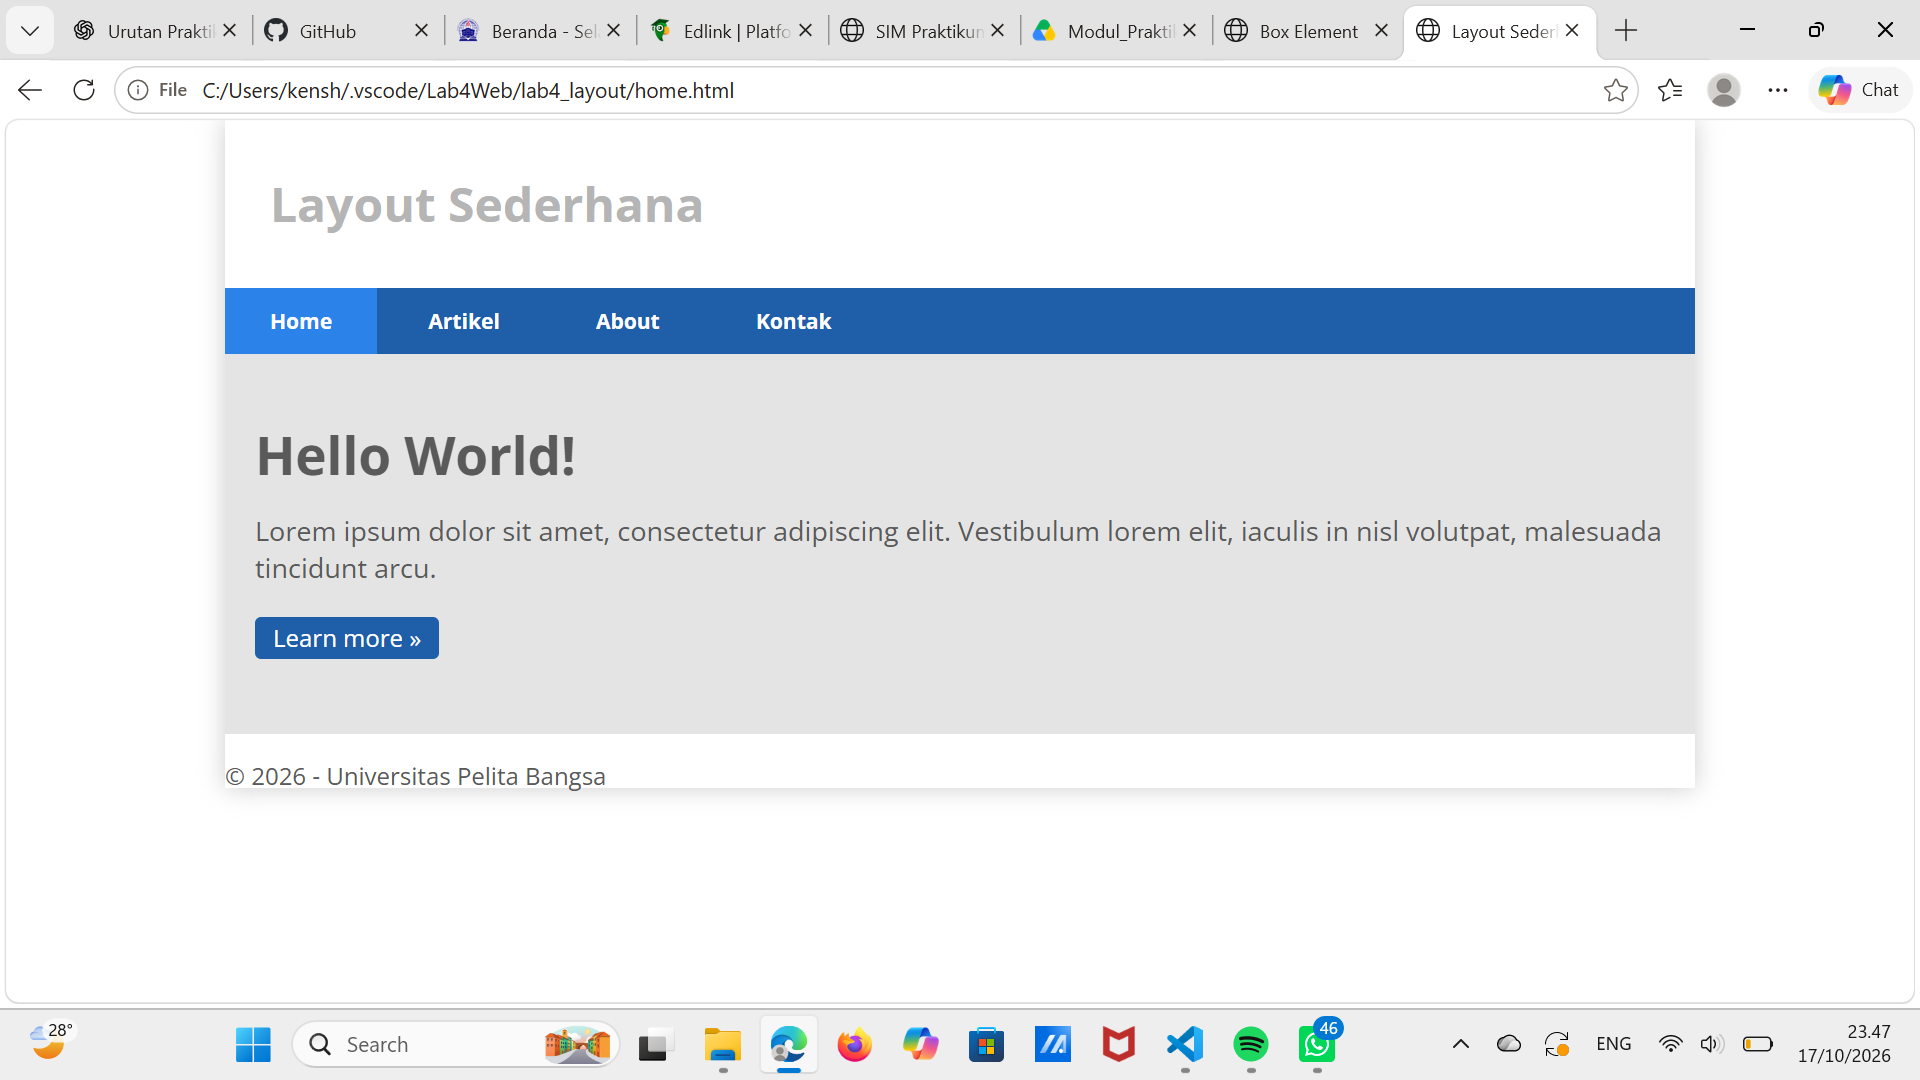 Urutan Prakti
GitHub
Beranda - Sel
Edlink | Platfo
SIM Praktikun
Modul_Praktil
Box Element
Layout Seder
File C:/Users/kensh/.vscode/Lab4Web/lab4_layout/home.html
Chat
Layout Sederhana
Home
Artikel
About
Kontak
Hello World!
Lorem ipsum dolor sit amet, consectetur adipiscing elit. Vestibulum lorem elit, iaculis in nisl volutpat, malesuada
tincidunt arcu.
Learn more »
© 2026 - Universitas Pelita Bangsa
28°
Search
46
ENG
23.47
17/10/2026